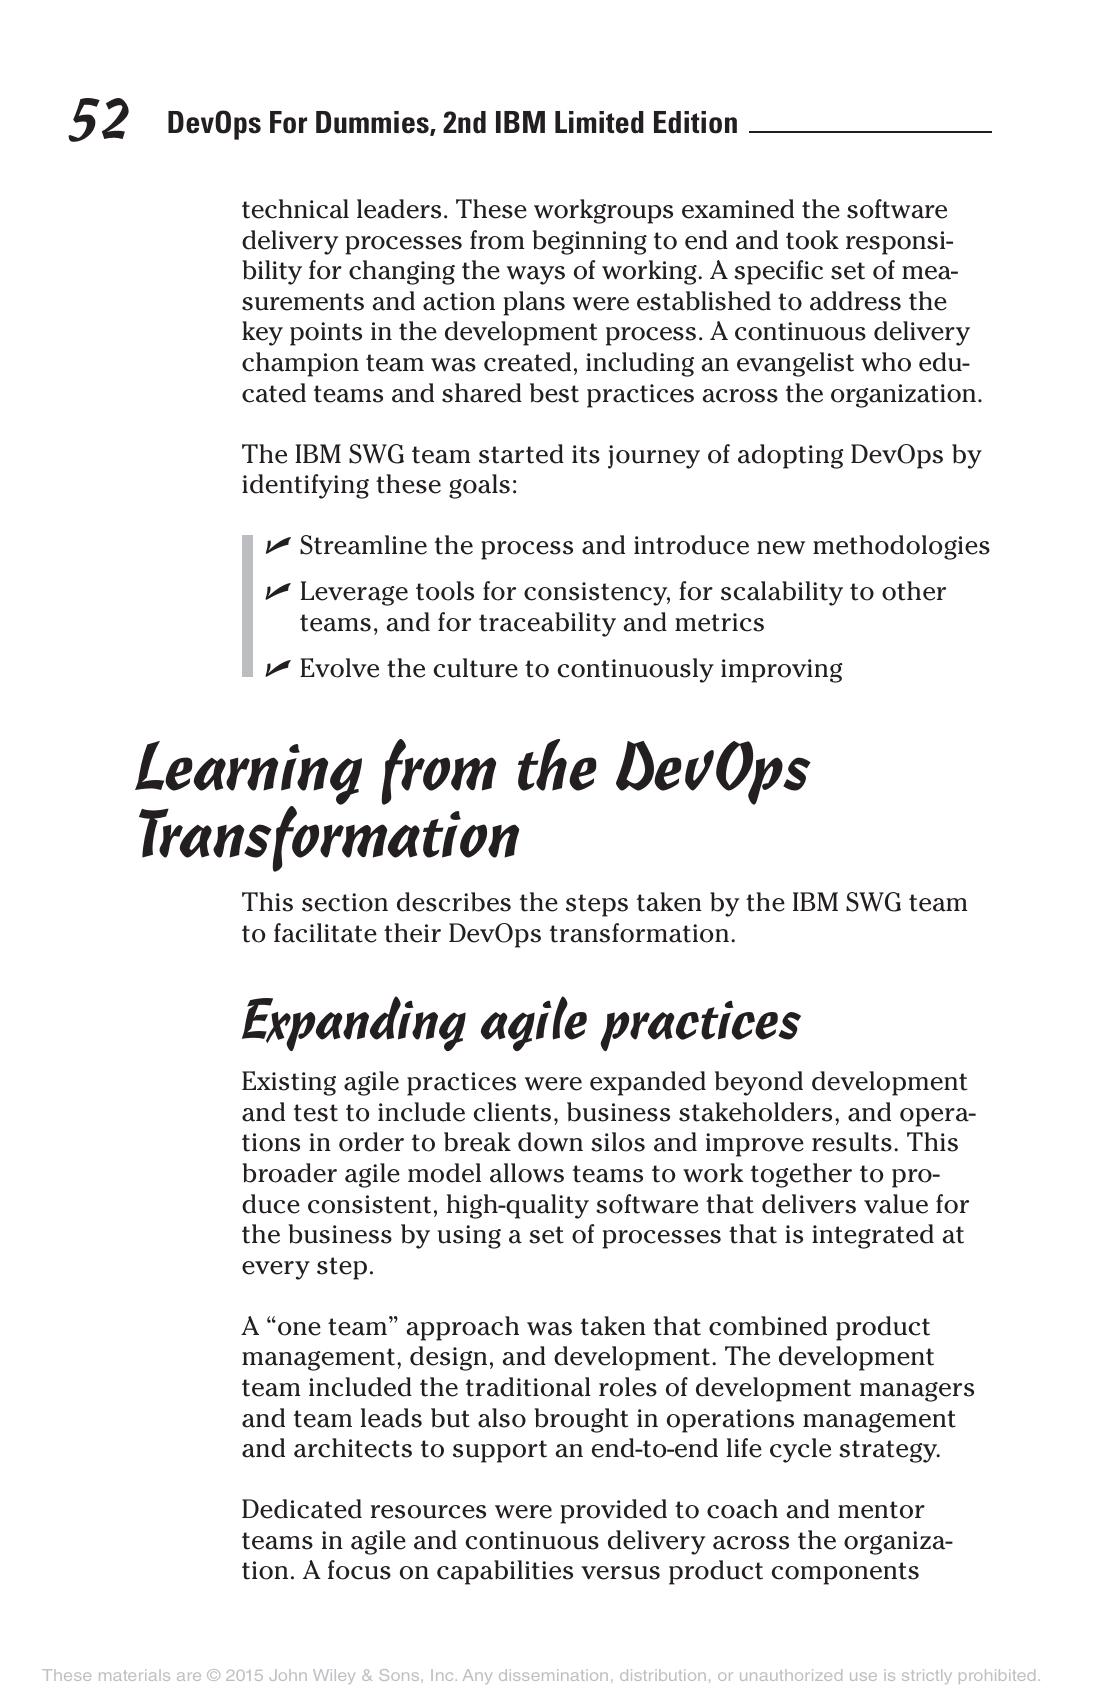 52 DevOps For Dummies, 2nd IBM Limited Edition
technical leaders. These workgroups examined the software
delivery processes from beginning to end and took responsi-
bility for changing the ways of working. A specific set of mea-
surements and action plans were established to address the
key points in the development process. A continuous delivery
champion team was created, including an evangelist who edu-
cated teams and shared best practices across the organization.
The IBM SWG team started its journey of adopting DevOps by
identifying these goals:
✓ Streamline the process and introduce new methodologies
✓ Leverage tools for consistency, for scalability to other
teams, and for traceability and metrics
✓ Evolve the culture to continuously improving
Learning from the DevOps
Transformation
This section describes the steps taken by the IBM SWG team
to facilitate their DevOps transformation.
Expanding agile practices
Existing agile practices were expanded beyond development
and test to include clients, business stakeholders, and opera-
tions in order to break down silos and improve results. This
broader agile model allows teams to work together to pro-
duce consistent, high-quality software that delivers value for
the business by using a set of processes that is integrated at
every step.
A “one team” approach was taken that combined product
management, design, and development. The development
team included the traditional roles of development managers
and team leads but also brought in operations management
and architects to support an end-to-end life cycle strategy.
Dedicated resources were provided to coach and mentor
teams in agile and continuous delivery across the organiza-
tion. A focus on capabilities versus product components
These materials are © 2015 John Wiley & Sons, Inc. Any dissemination, distribution, or unauthorized use is strictly prohibited.